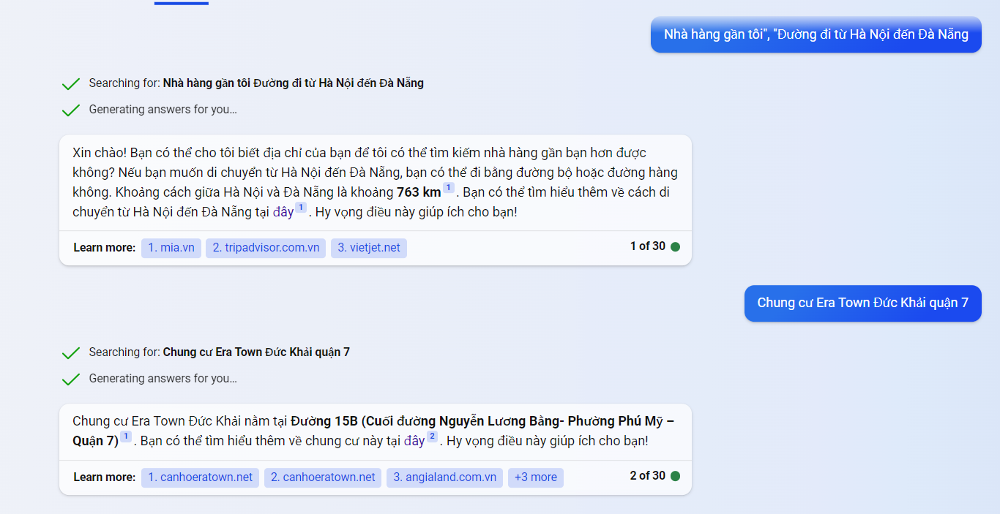 Nhà hàng gần tôi", "Đường đi từ Hà Nội đến Đà Nẵng
Searching for: Nhà hàng gần tôi Đường đi từ Hà Nội đến Đà Nẵng
Generating answers for you...
Xin chào! Bạn có thể cho tôi biết địa chỉ của bạn để tôi có thể tìm kiếm nhà hàng gần bạn hơn được
không? Nếu bạn muốn di chuyển từ Hà Nội đến Đà Nẵng, bạn có thể đi bằng đường bộ hoặc đường hàng
không. Khoảng cách giữa Hà Nội và Đà Nẵng là khoảng 763 km 1 . Bạn có thể tìm hiểu thêm về cách di
chuyển từ Hà Nội đến Đà Nẵng tại đây 1 . Hy vọng điều này giúp ích cho bạn!
Learn more: 1. mia.vn 2. tripadvisor.com.vn 3. vietjet.net 1 of 30
Chung cư Era Town Đức Khải quận 7
Searching for: Chung cư Era Town Đức Khải quận 7
Generating answers for you...
Chung cư Era Town Đức Khải nằm tại Đường 15B (Cuối đường Nguyễn Lương Bằng- Phường Phú Mỹ –
Quận 7) 1 . Bạn có thể tìm hiểu thêm về chung cư này tại đây 2 . Hy vọng điều này giúp ích cho bạn!
Learn more: 1. canhoeratown.net 2. canhoeratown.net 3. angialand.com.vn +3 more 2 of 30